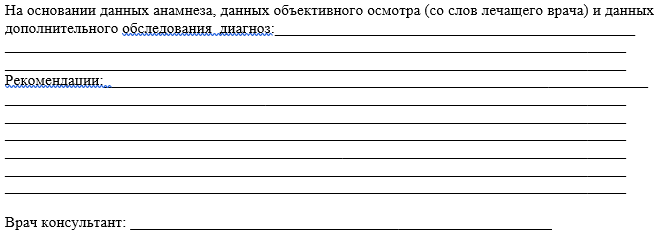 На основании данных анамнеза, данных объективного осмотра (со слов лечащего врача) и данных
дополнительного обследования диагноз:
Рекомендации:
Врач консультант: